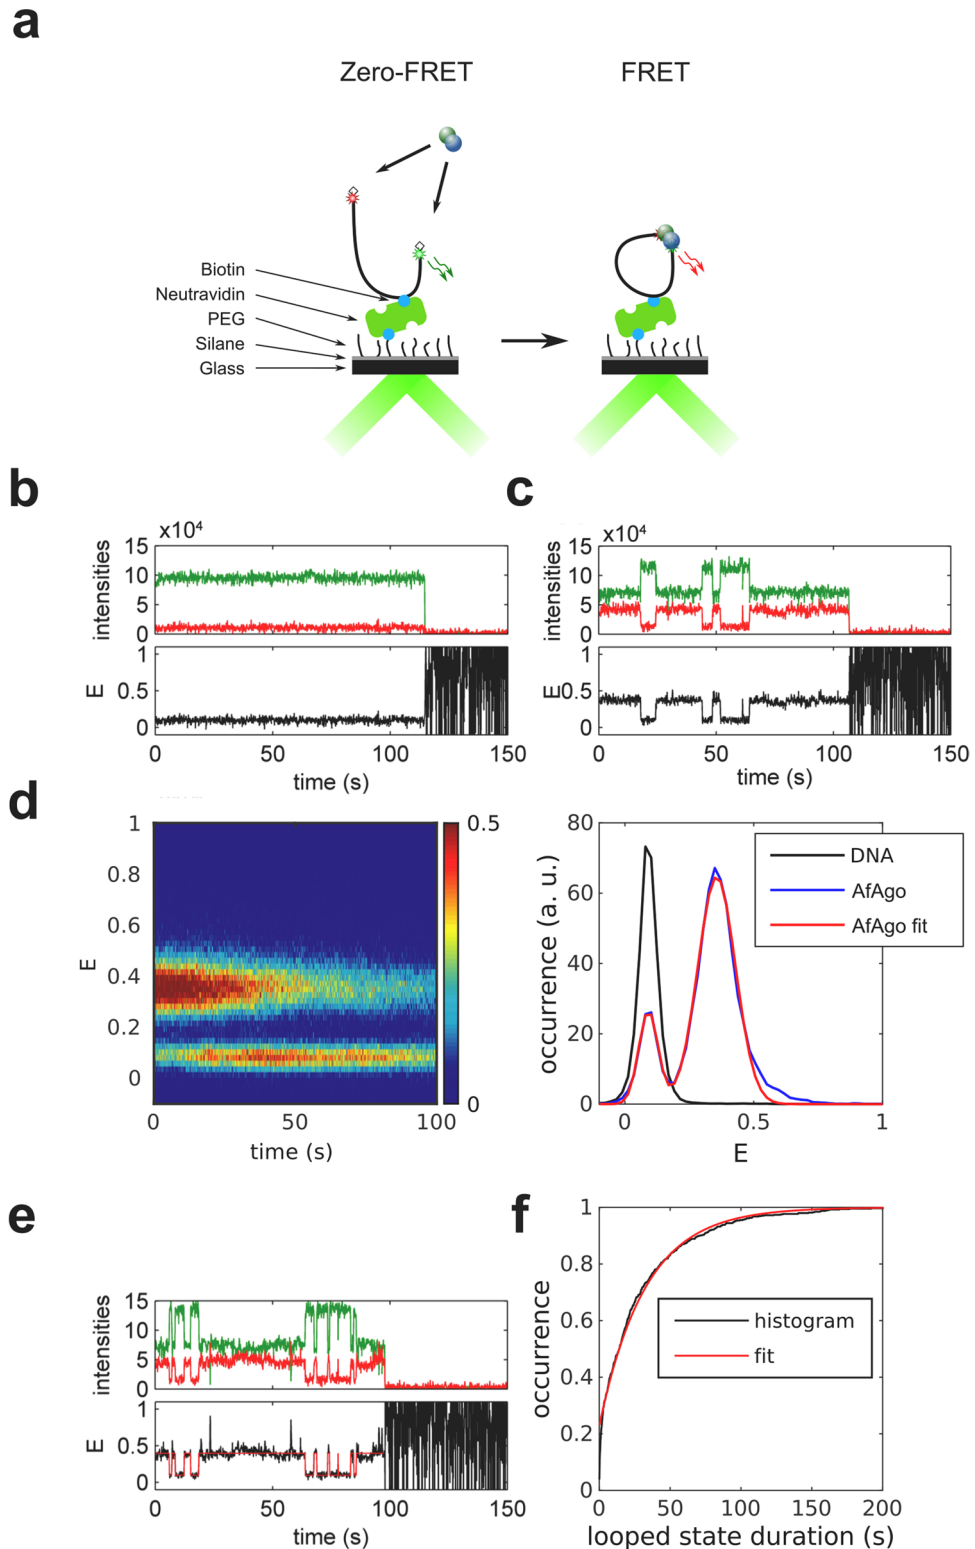 a
Zero-FRET
FRET
Biotin
Neutravidin
PEG
Silane
Glass
b
x10⁴
15
10
5
0
intensities
1
0.5
0
E
0
50
100
150
time (s)
c
x10⁴
15
10
5
0
intensities
1
0.5
0
E
0
50
100
150
time (s)
d
1
0.8
0.6
0.4
0.2
0
E
0
50
100
time (s)
0.5
0
80
60
40
20
0
occurrence (a. u.)
DNA
AfAgo
AfAgo fit
0
0.5
1
E
e
15
10
5
0
intensities
1
0.5
0
E
0
50
100
150
time (s)
f
1
0.8
0.6
0.4
0.2
0
occurrence
histogram
fit
0
50
100
150
200
looped state duration (s)